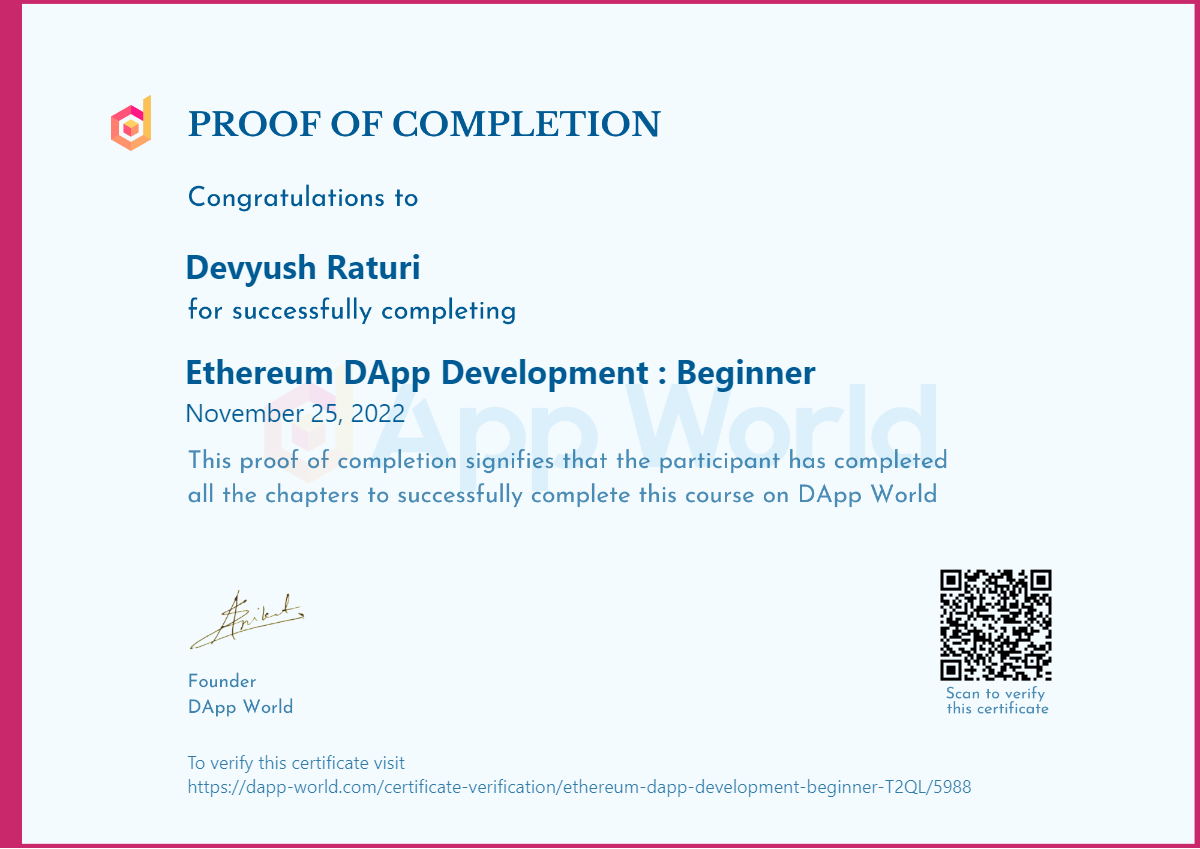 PROOF OF COMPLETION
Congratulations to
Devyush Raturi
for successfully completing
Ethereum DApp Development : Beginner
November 25, 2022
App World
This proof of completion signifies that the participant has completed
all the chapters to successfully complete this course on DApp World
Founder
DApp World
Scan to verify
this certificate
To verify this certificate visit
https://dapp-world.com/certificate-verification/ethereum-dapp-development-beginner-T2QL/5988